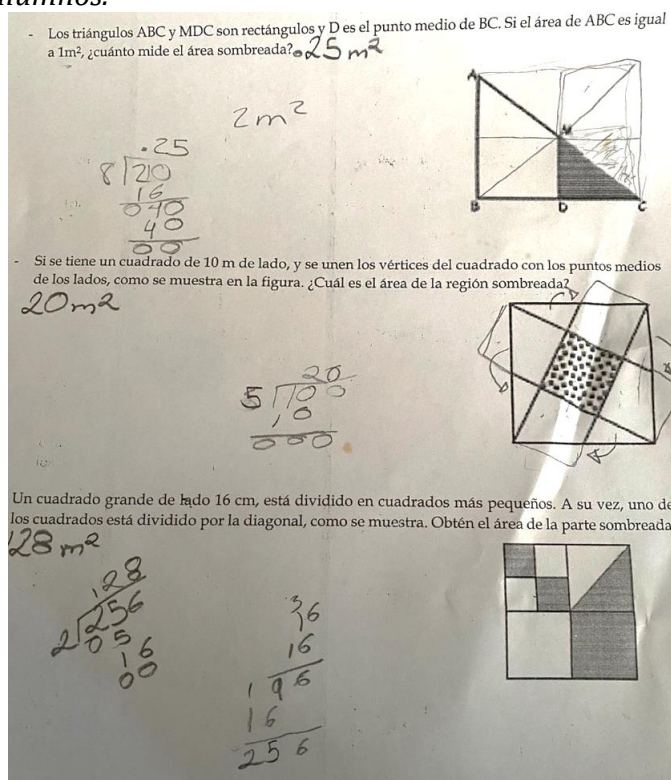 - Los triángulos ABC y MDC son rectángulos y D es el punto medio de BC. Si el área de ABC es igual
a 1m², ¿cuánto mide el área sombreada? .25 m²
2m²
.25
8 210
16
040
40
00
A
M
B
D
C
- Si se tiene un cuadrado de 10 m de lado, y se unen los vértices del cuadrado con los puntos medios
de los lados, como se muestra en la figura. ¿Cuál es el área de la región sombreada?
20m²
20
5 100
10
000
Un cuadrado grande de lado 16 cm, está dividido en cuadrados más pequeños. A su vez, uno de
los cuadrados está dividido por la diagonal, como se muestra. Obtén el área de la parte sombreada
128 m²
128
2 256
05
16
00
3
16
16
196
16
256